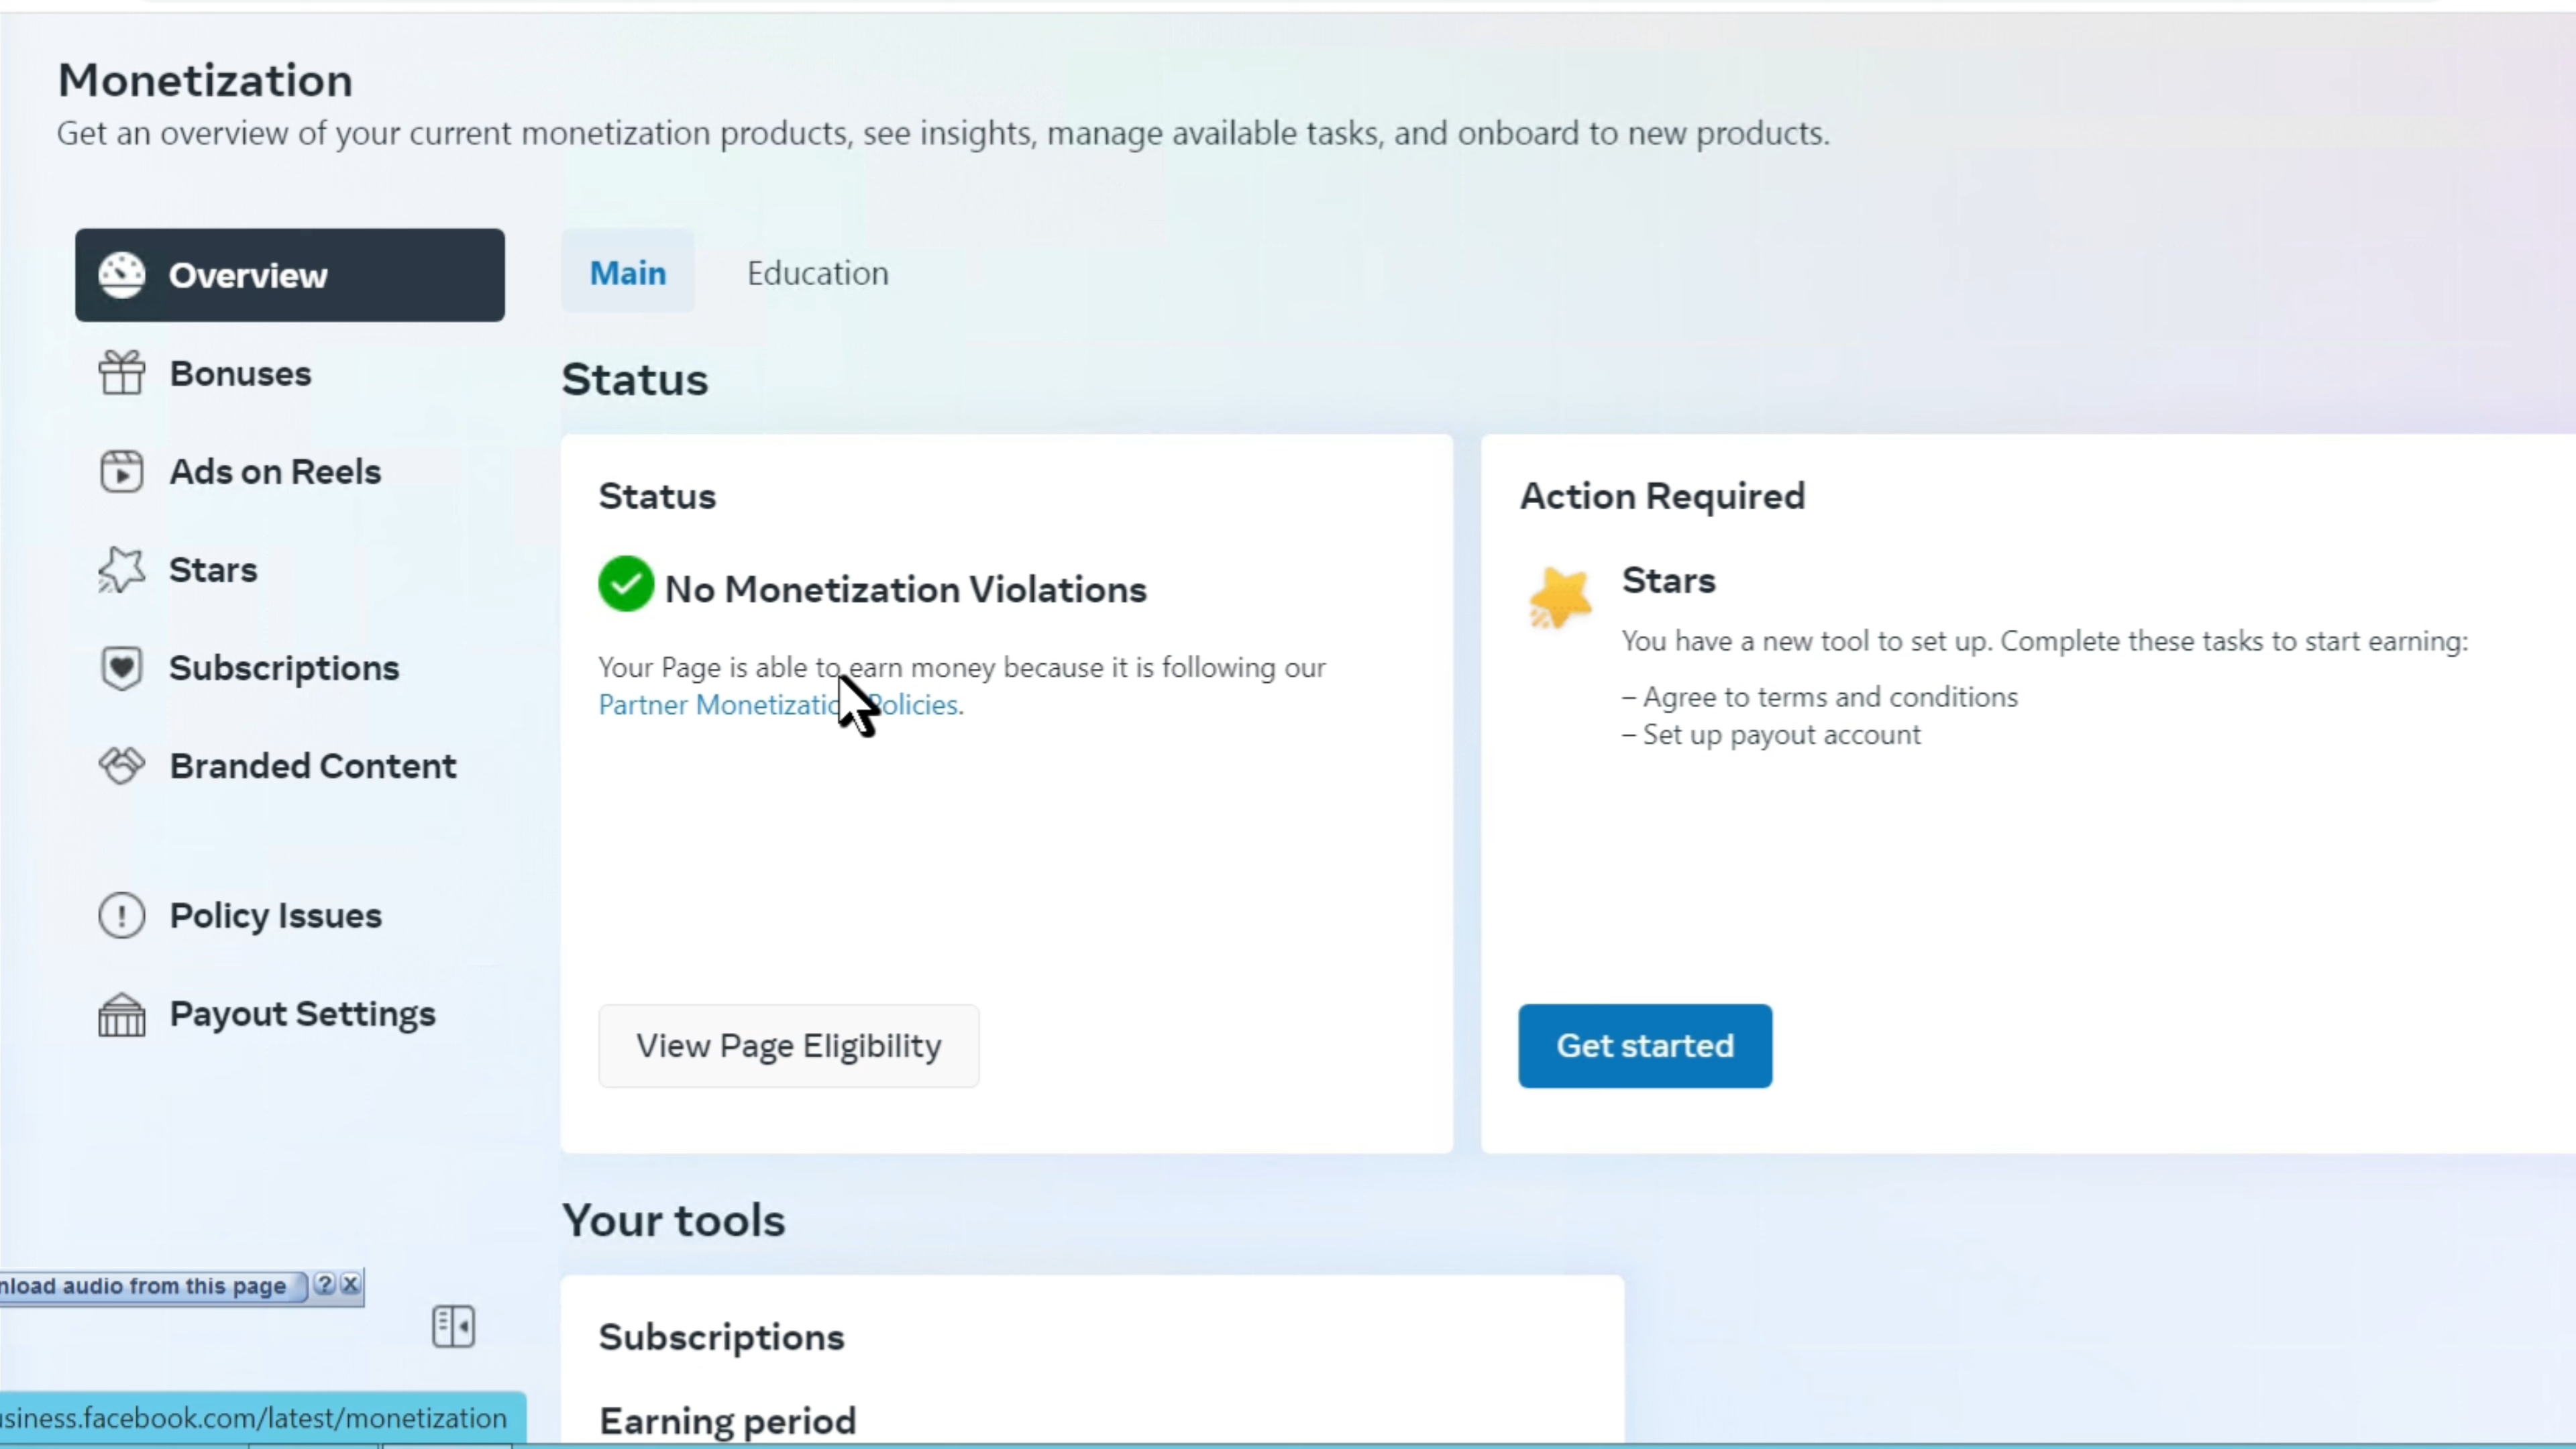 Monetization
Get an overview of your current monetization products, see insights, manage available tasks, and onboard to new products.
Overview
Bonuses
Ads on Reels
Stars
Subscriptions
Branded Content
Policy Issues
Payout Settings
Main
Education
Status
Status
No Monetization Violations
Your Page is able to earn money because it is following our
Partner Policies.
View Page Eligibility
Action Required
Stars
You have a new tool to set up. Complete these tasks to start earning:
– Agree to terms and conditions
– Set up payout account
Get started
Your tools
Subscriptions
Earning period
audio from this page
?
x
siness.facebook.com/latest/monetization